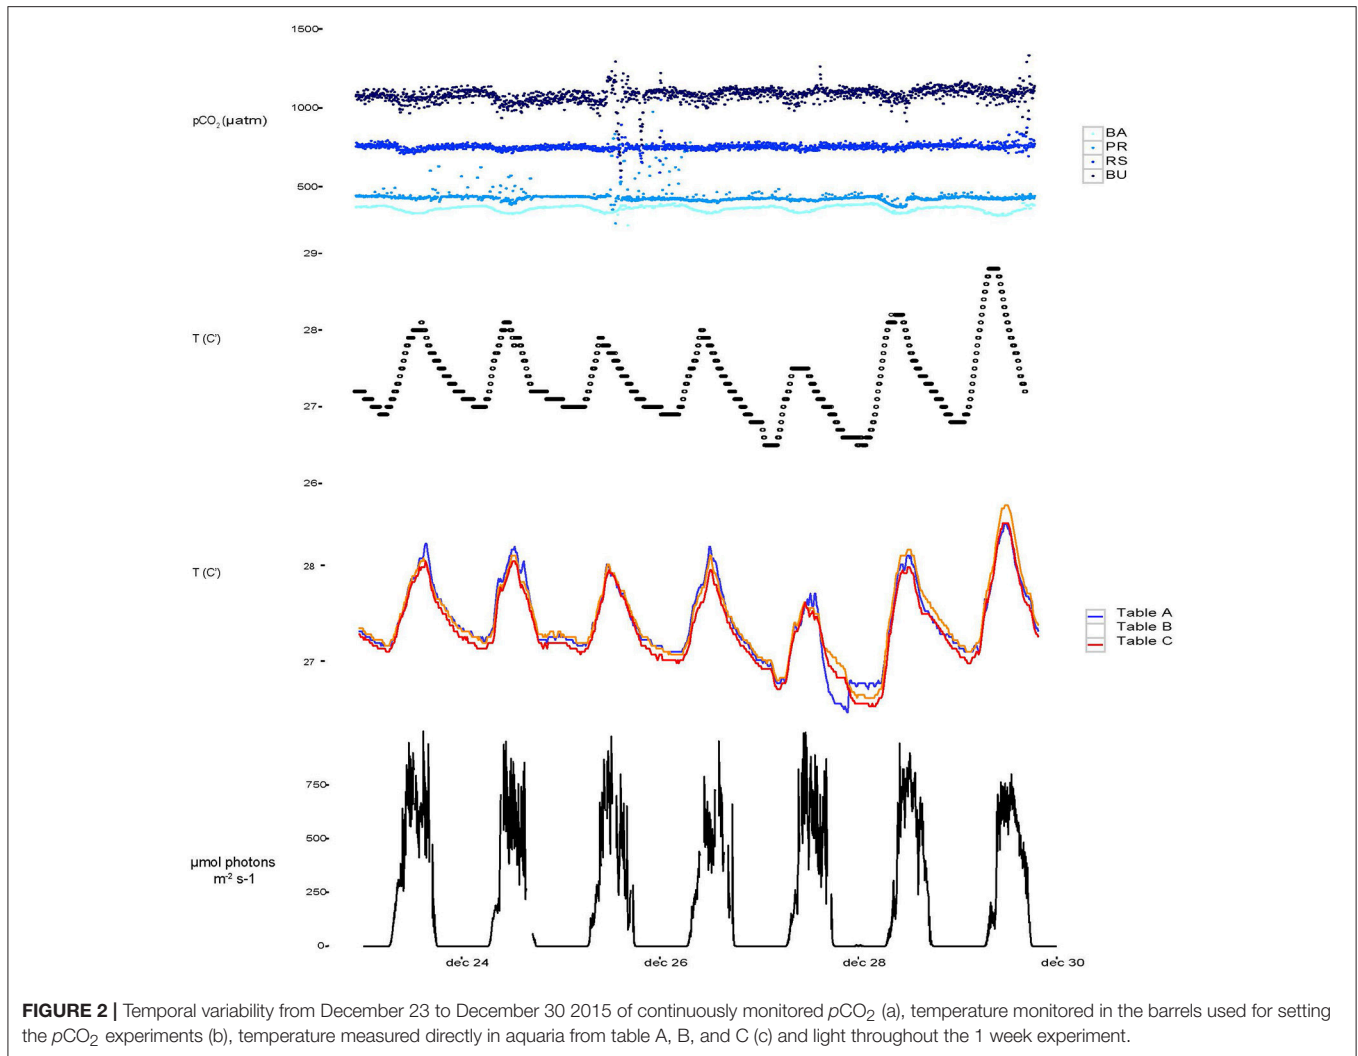 1500
1000
pCO2 (µatm)
500
BA
PR
RS
BU
29
28
T (C')
27
26
28
T (C')
27
Table A
Table B
Table C
750
500
µmol photons
m-2 s-1
250
0
dec 24
dec 26
dec 28
dec 30
FIGURE 2 | Temporal variability from December 23 to December 30 2015 of continuously monitored pCO2 (a), temperature monitored in the barrels used for setting
the pCO2 experiments (b), temperature measured directly in aquaria from table A, B, and C (c) and light throughout the 1 week experiment.